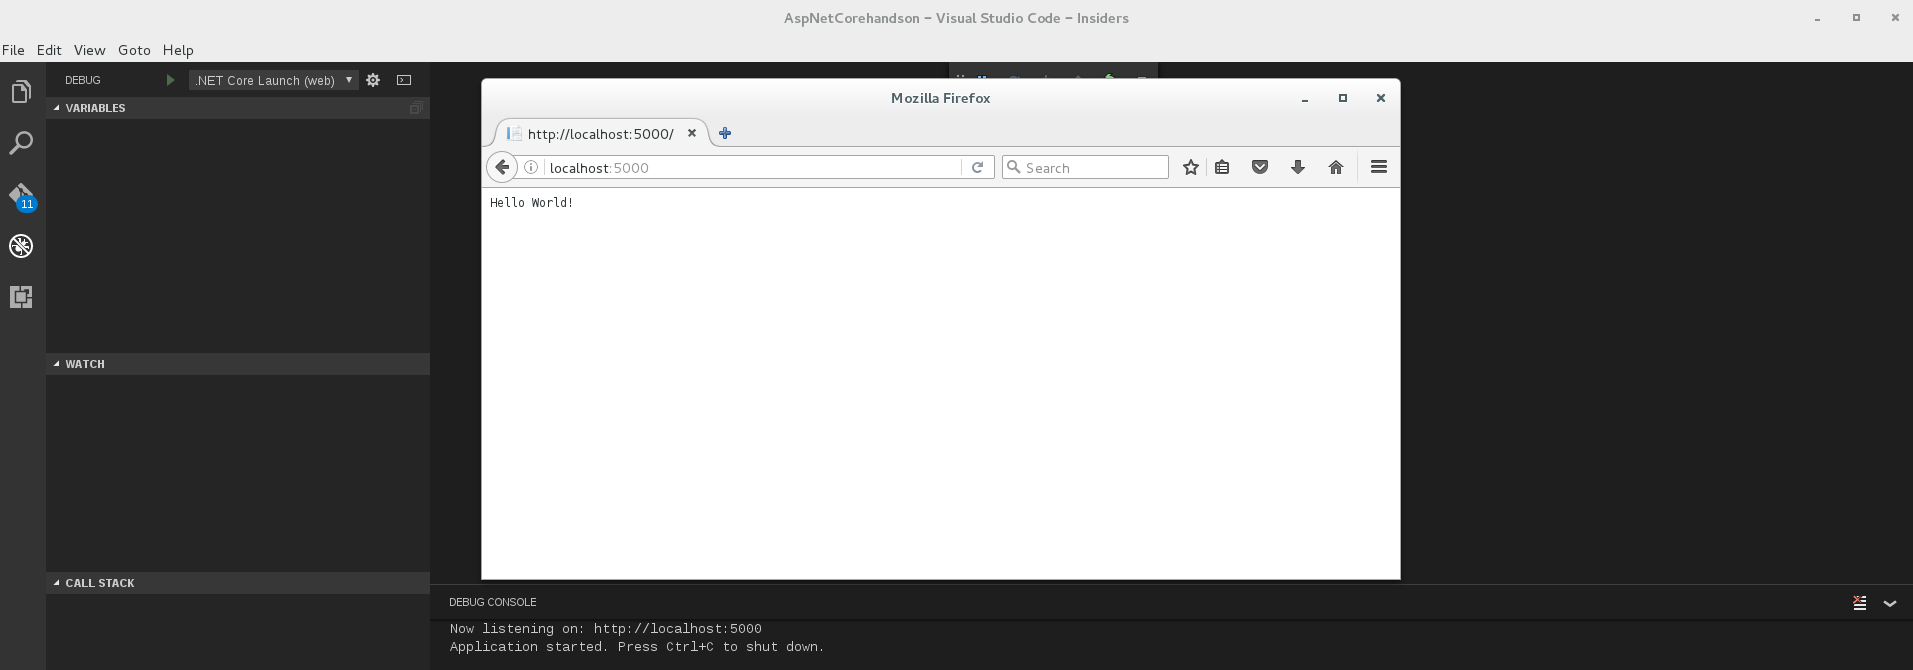 AspNetCorehandson - Visual Studio Code - Insiders
File Edit View Goto Help
DEBUG .NET Core Launch (web)
VARIABLES
11
WATCH
CALL STACK
Mozilla Firefox
http://localhost:5000/
localhost:5000 Search
Hello World!
DEBUG CONSOLE
Now listening on: http://localhost:5000
Application started. Press Ctrl+C to shut down.